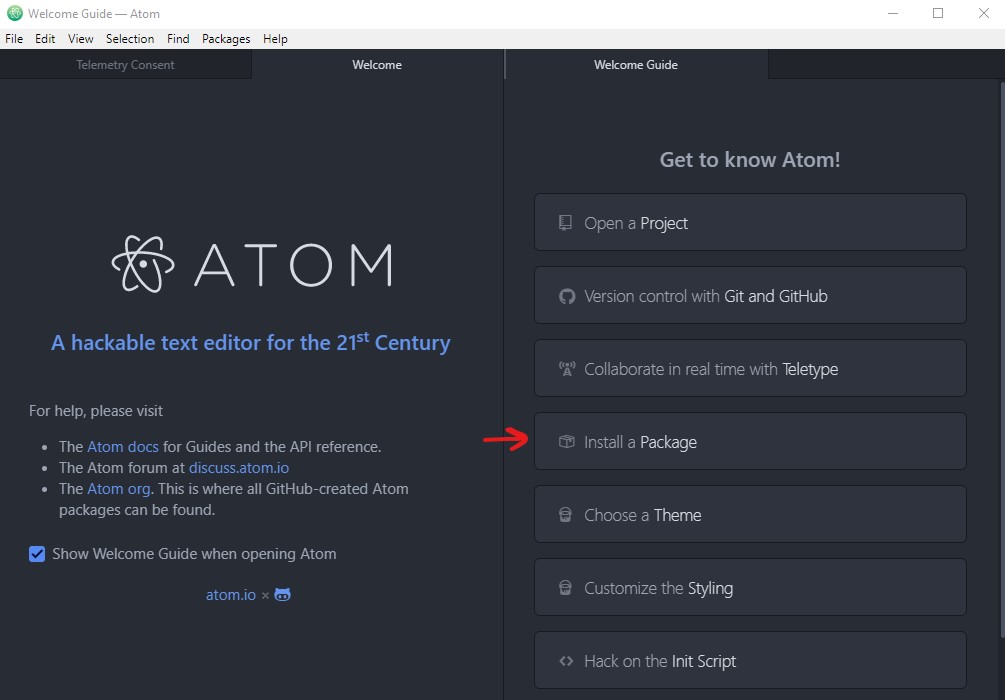 Welcome Guide — Atom
File Edit View Selection Find Packages Help
Telemetry Consent
Welcome
Welcome Guide
ATOM
A hackable text editor for the 21st Century
For help, please visit
• The Atom docs for Guides and the API reference.
• The Atom forum at discuss.atom.io
• The Atom org. This is where all GitHub-created Atom
packages can be found.
Show Welcome Guide when opening Atom
atom.io ×
Get to know Atom!
Open a Project
Version control with Git and GitHub
Collaborate in real time with Teletype
Install a Package
Choose a Theme
Customize the Styling
Hack on the Init Script